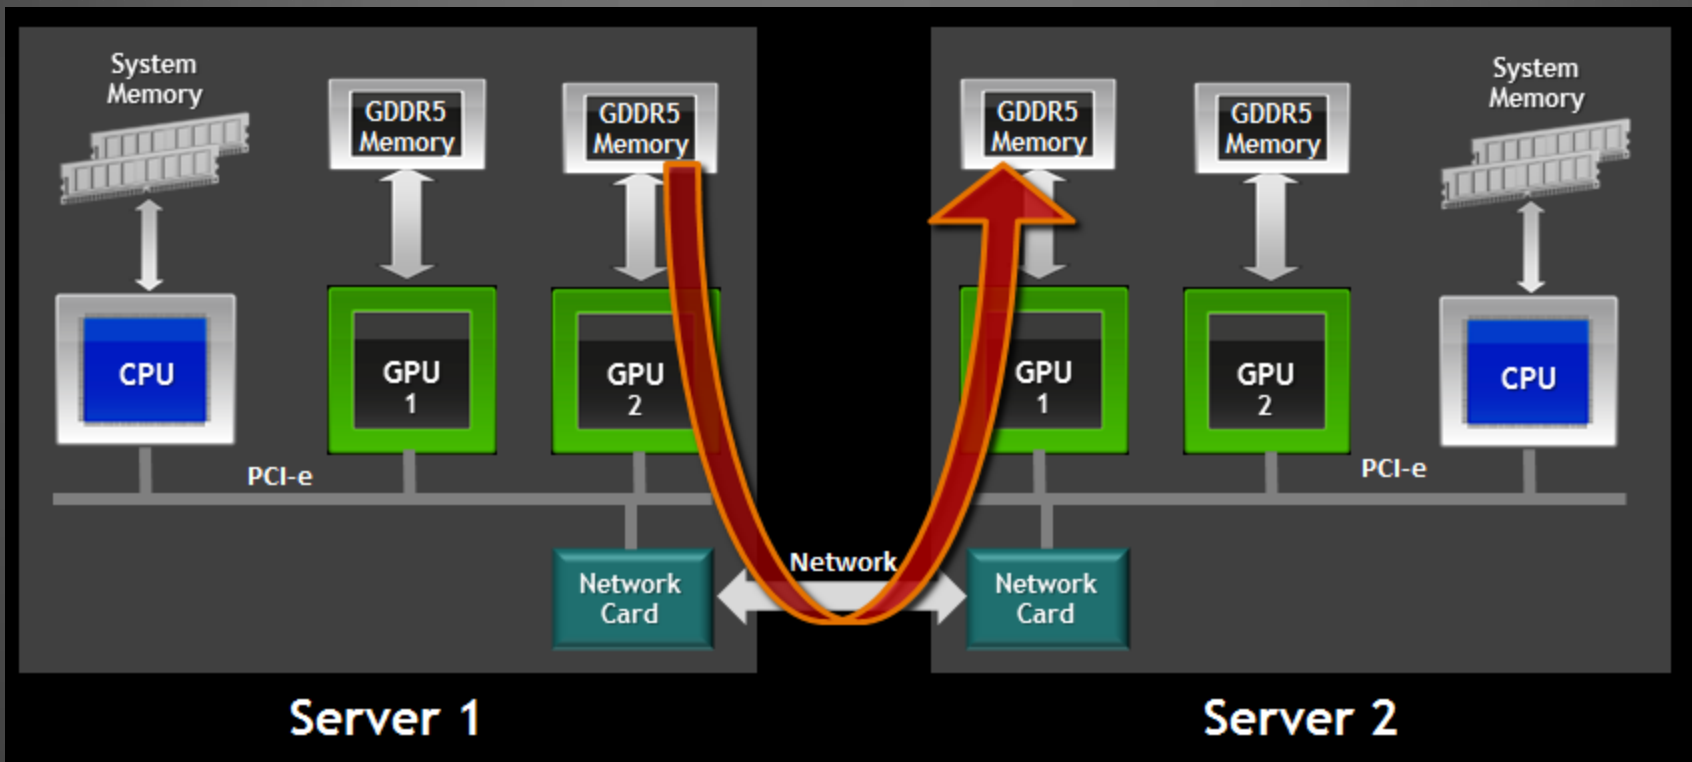 System
Memory
GDDR5
Memory
GDDR5
Memory
CPU
GPU
1
GPU
2
PCI-e
Network
Card
Server 1
Network
GDDR5
Memory
GDDR5
Memory
System
Memory
GPU
1
GPU
2
CPU
PCI-e
Network
Card
Server 2